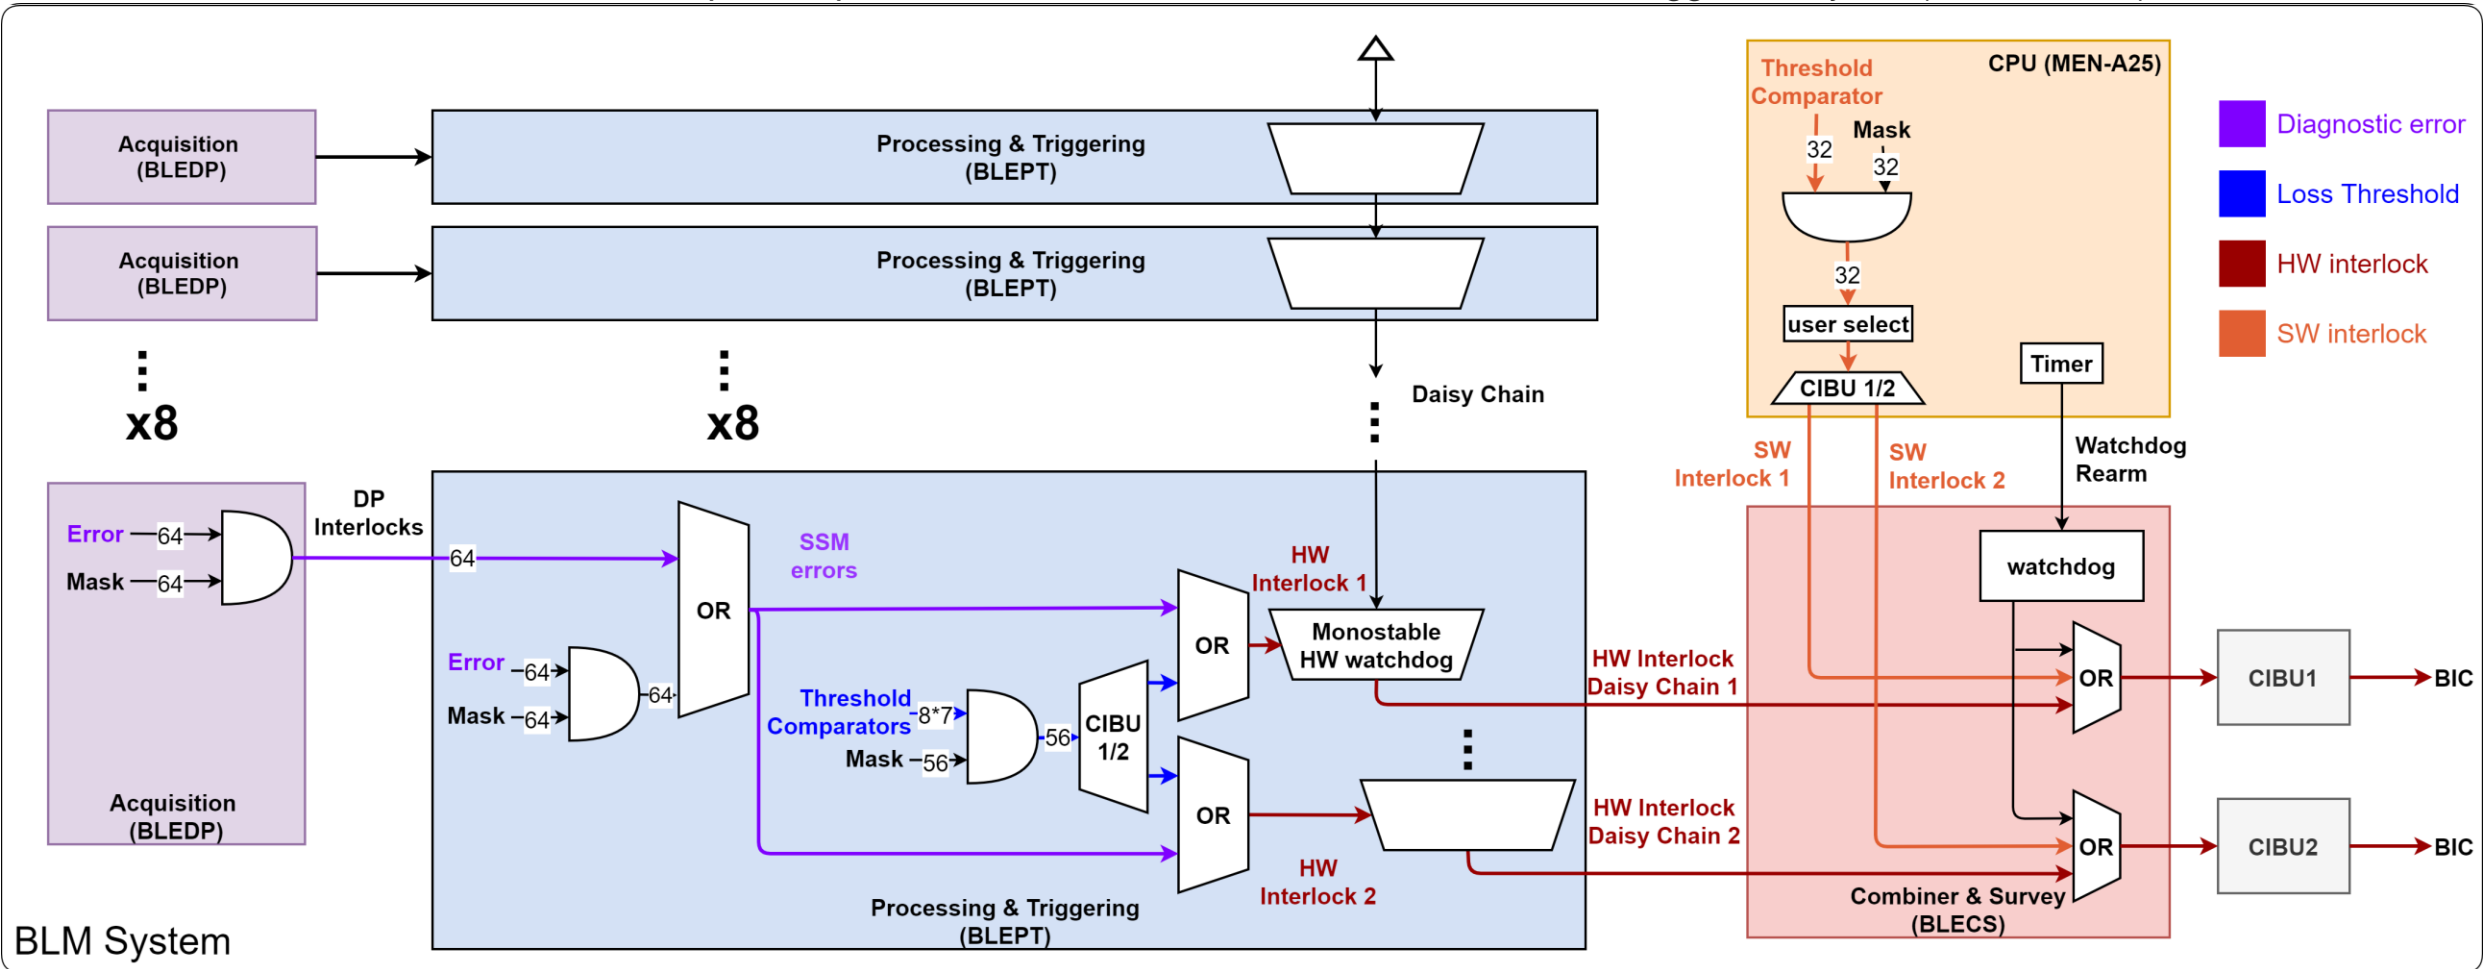 CPU (MEN-A25)
Threshold
Comparator
Mask
32
32
32
user select
CIBU 1/2
Timer
Diagnostic error
Loss Threshold
HW interlock
SW interlock
Acquisition
(BLEDP)
Processing & Triggering
(BLEPT)
Acquisition
(BLEDP)
Processing & Triggering
(BLEPT)
x8
x8
Daisy Chain
SW
Interlock 1
SW
Interlock 2
Watchdog
Rearm
DP
Interlocks
Error
64
Mask
64
Acquisition
(BLEDP)
64
OR
SSM
errors
Error
64
Mask
64
64
Threshold
Comparators
8*7
Mask
56
56
CIBU
1/2
OR
OR
HW
Interlock 1
Monostable
HW watchdog
HW
Interlock 2
Processing & Triggering
(BLEPT)
HW Interlock
Daisy Chain 1
HW Interlock
Daisy Chain 2
watchdog
OR
OR
Combiner & Survey
(BLECS)
CIBU1
BIC
CIBU2
BIC
BLM System